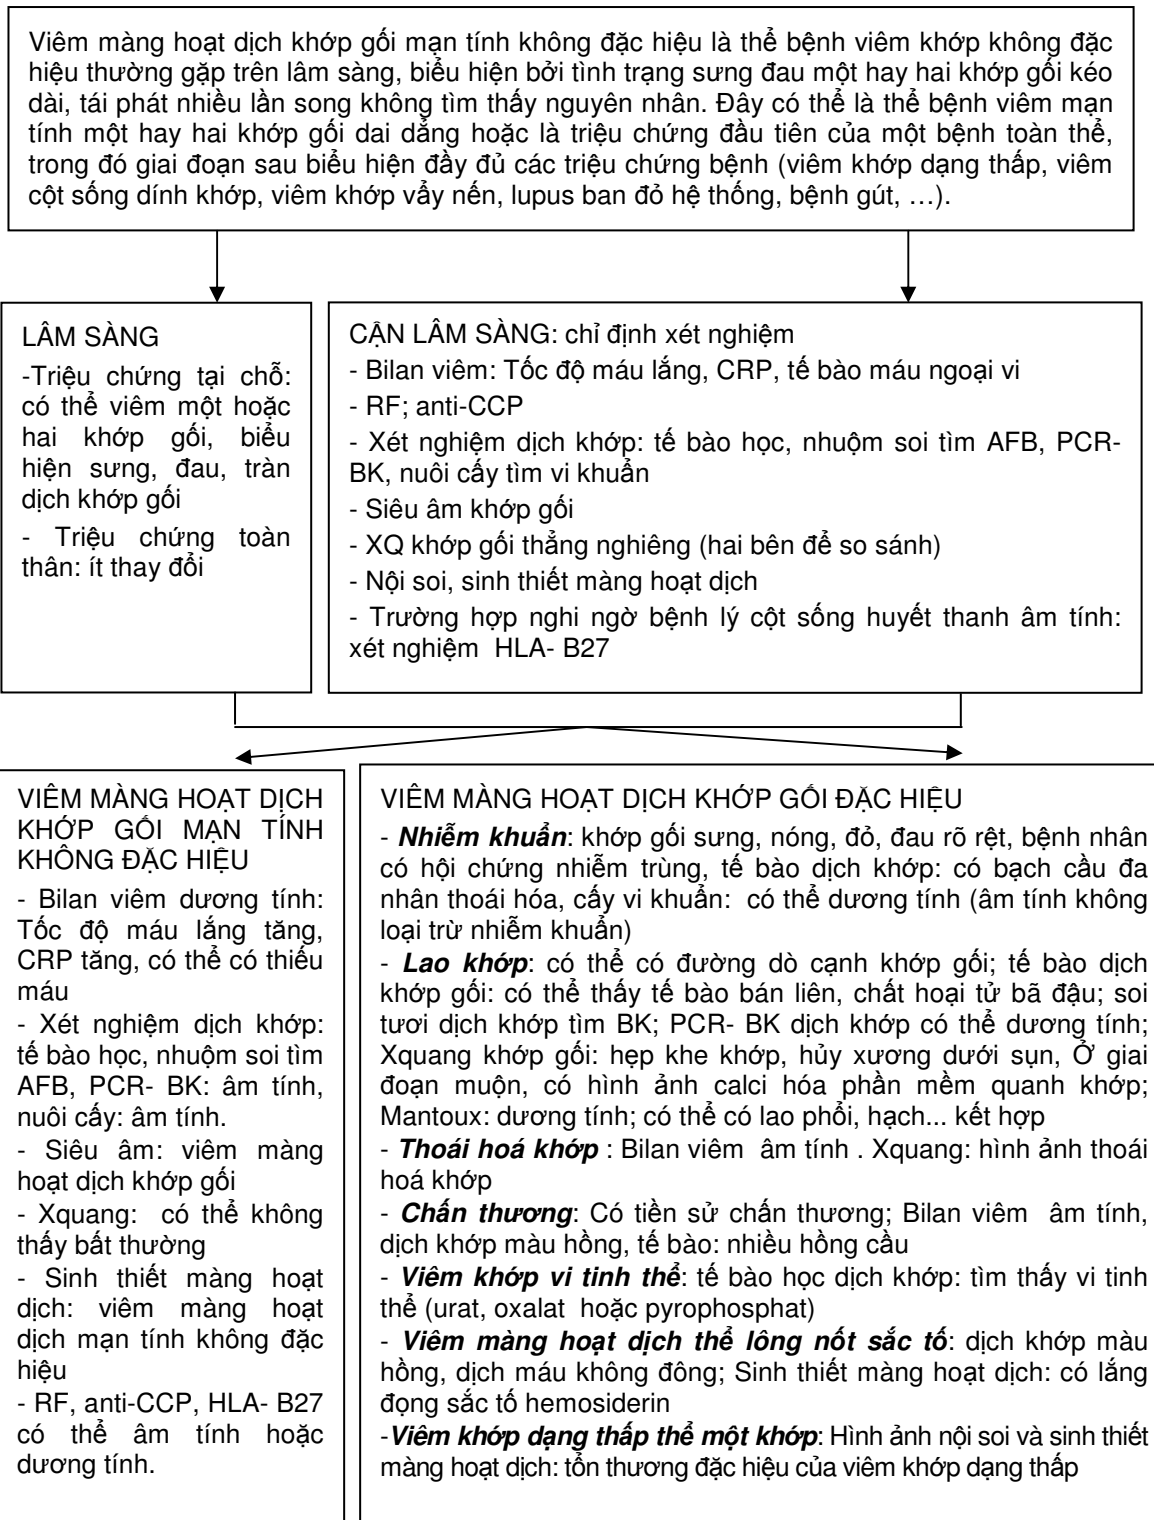 Viêm màng hoạt dịch khớp gối mạn tính không đặc hiệu là thể bệnh viêm khớp không đặc
hiệu thường gặp trên lâm sàng, biểu hiện bởi tình trạng sưng đau một hay hai khớp gối kéo
dài, tái phát nhiều lần song không tìm thấy nguyên nhân. Đây có thể là thể bệnh viêm mạn
tính một hay hai khớp gối dai dẳng hoặc là triệu chứng đầu tiên của một bệnh toàn thể,
trong đó giai đoạn sau biểu hiện đầy đủ các triệu chứng bệnh (viêm khớp dạng thấp, viêm
cột sống dính khớp, viêm khớp vẩy nến, lupus ban đỏ hệ thống, bệnh gút, …).
LÂM SÀNG
-Triệu chứng tại chỗ:
có thể viêm một hoặc
hai khớp gối, biểu
hiện sưng, đau, tràn
dịch khớp gối
- Triệu chứng toàn
thân: ít thay đổi
CẬN LÂM SÀNG: chỉ định xét nghiệm
- Bilan viêm: Tốc độ máu lắng, CRP, tế bào máu ngoại vi
- RF; anti-CCP
- Xét nghiệm dịch khớp: tế bào học, nhuộm soi tìm AFB, PCR-
BK, nuôi cấy tìm vi khuẩn
- Siêu âm khớp gối
- XQ khớp gối thẳng nghiêng (hai bên để so sánh)
- Nội soi, sinh thiết màng hoạt dịch
- Trường hợp nghi ngờ bệnh lý cột sống huyết thanh âm tính:
xét nghiệm HLA- B27
VIÊM MÀNG HOẠT DỊCH
KHỚP GỐI MẠN TÍNH
KHÔNG ĐẶC HIỆU
- Bilan viêm dương tính:
Tốc độ máu lắng tăng,
CRP tăng, có thể có thiếu
máu
- Xét nghiệm dịch khớp:
tế bào học, nhuộm soi tìm
AFB, PCR- BK: âm tính,
nuôi cấy: âm tính.
- Siêu âm: viêm màng
hoạt dịch khớp gối
- Xquang: có thể không
thấy bất thường
- Sinh thiết màng hoạt
dịch: viêm màng hoạt
dịch mạn tính không đặc
hiệu
- RF, anti-CCP, HLA- B27
có thể âm tính hoặc
dương tính.
VIÊM MÀNG HOẠT DỊCH KHỚP GỐI ĐẶC HIỆU
- Nhiễm khuẩn: khớp gối sưng, nóng, đỏ, đau rõ rệt, bệnh nhân
có hội chứng nhiễm trùng, tế bào dịch khớp: có bạch cầu đa
nhân thoái hóa, cấy vi khuẩn: có thể dương tính (âm tính không
loại trừ nhiễm khuẩn)
- Lao khớp: có thể có đường dò cạnh khớp gối; tế bào dịch
khớp gối: có thể thấy tế bào bán liên, chất hoại tử bã đậu; soi
tươi dịch khớp tìm BK; PCR- BK dịch khớp có thể dương tính;
Xquang khớp gối: hẹp khe khớp, hủy xương dưới sụn, Ở giai
đoạn muộn, có hình ảnh calci hóa phần mềm quanh khớp;
Mantoux: dương tính; có thể có lao phổi, hạch... kết hợp
- Thoái hoá khớp : Bilan viêm âm tính . Xquang: hình ảnh thoái
hoá khớp
- Chấn thương: Có tiền sử chấn thương; Bilan viêm âm tính,
dịch khớp màu hồng, tế bào: nhiều hồng cầu
- Viêm khớp vi tinh thể: tế bào học dịch khớp: tìm thấy vi tinh
thể (urat, oxalat hoặc pyrophosphat)
- Viêm màng hoạt dịch thể lông nốt sắc tố: dịch khớp màu
hồng, dịch máu không đông; Sinh thiết màng hoạt dịch: có lắng
đọng sắc tố hemosiderin
-Viêm khớp dạng thấp thể một khớp: Hình ảnh nội soi và sinh thiết
màng hoạt dịch: tổn thương đặc hiệu của viêm khớp dạng thấp